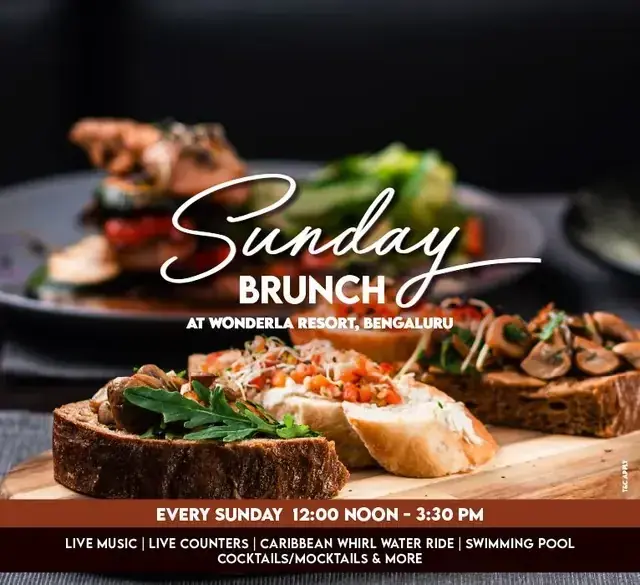 Sunday
BRUNCH
AT WONDERLA RESORT, BENGALURU
T&C APPLY
EVERY SUNDAY 12:00 NOON - 3:30 PM
LIVE MUSIC | LIVE COUNTERS | CARIBBEAN WHIRL WATER RIDE | SWIMMING POOL
COCKTAILS/MOCKTAILS & MORE